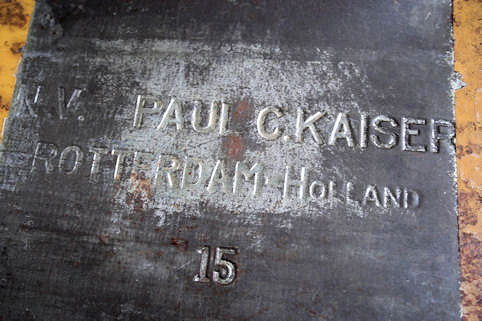 N.V. PAUL C. KAISER
ROTTERDAM - HOLLAND
15